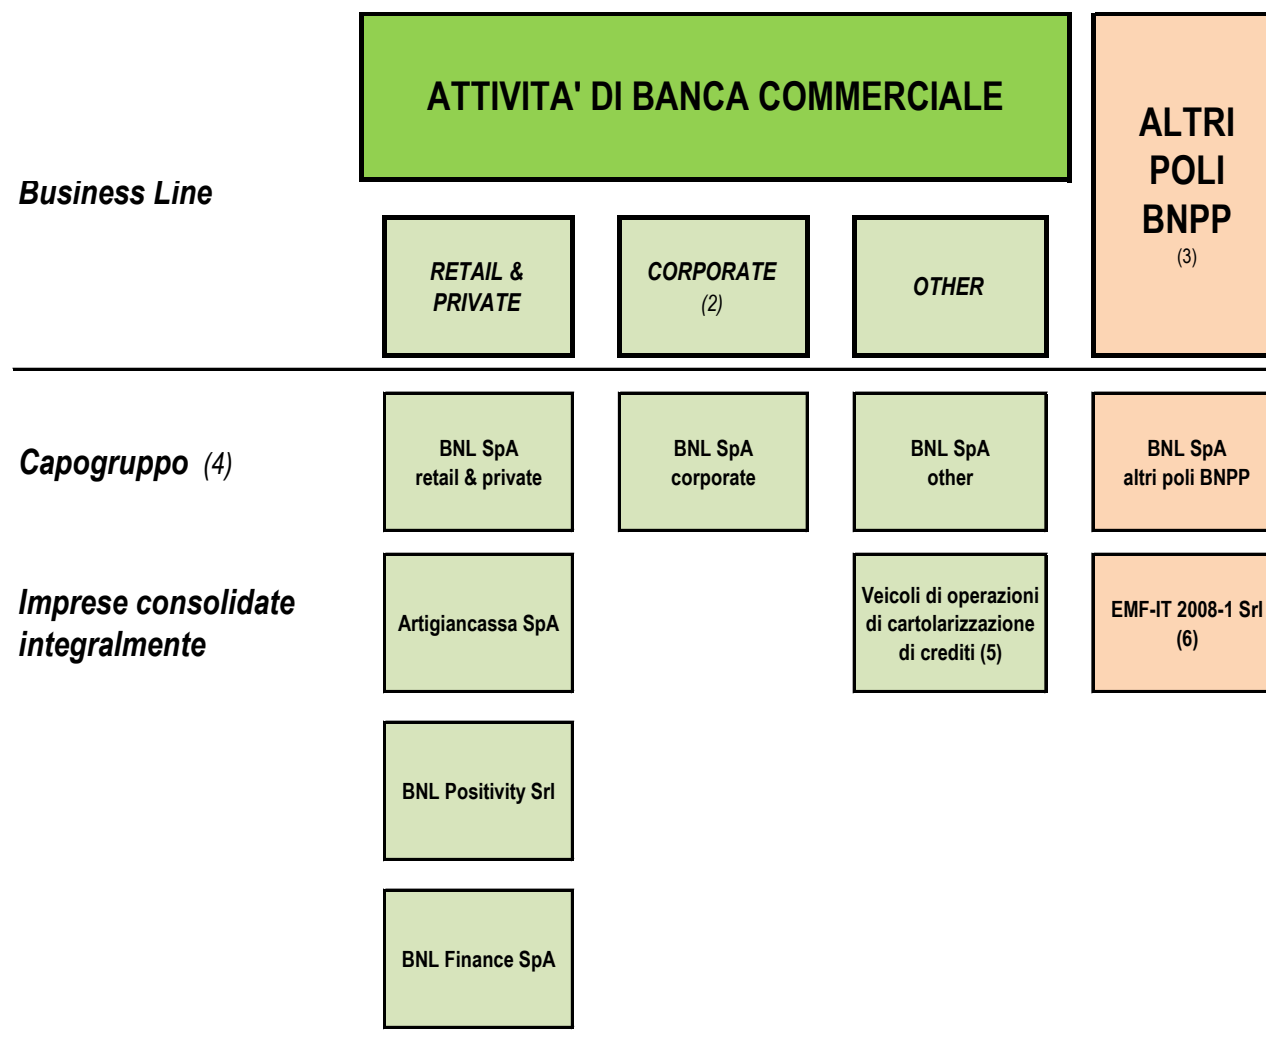 ATTIVITA' DI BANCA COMMERCIALE
ALTRI
POLI
BNPP
(3)
Business Line
RETAIL &
PRIVATE
CORPORATE
(2)
OTHER
Capogruppo (4)
BNL SpA
retail & private
BNL SpA
corporate
BNL SpA
other
BNL SpA
altri poli BNPP
Imprese consolidate
integralmente
Artigiancassa SpA
Veicoli di operazioni
di cartolarizzazione
di crediti (5)
EMF-IT 2008-1 Srl
(6)
BNL Positivity Srl
BNL Finance SpA